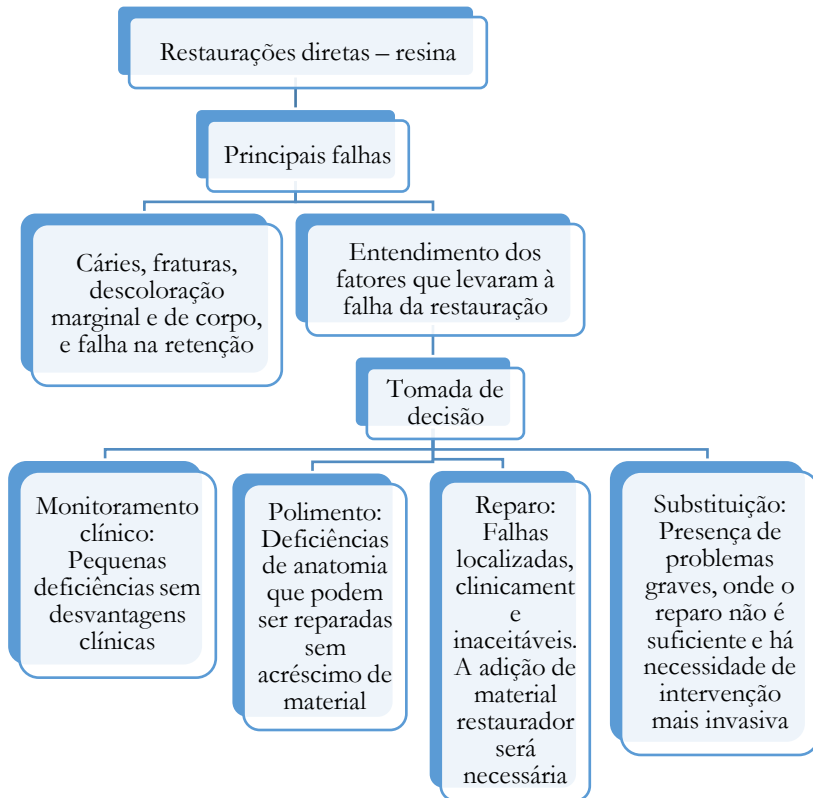 Restaurações diretas – resina
Principais falhas
Cáries, fraturas,
descoloração
marginal e de corpo,
e falha na retenção
Entendimento dos
fatores que levaram à
falha da restauração
Tomada de
decisão
Monitoramento
clínico:
Pequenas
deficiências sem
desvantagens
clínicas
Polimento:
Deficiências
de anatomia
que podem
ser reparadas
sem
acréscimo de
material
Reparo:
Falhas
localizadas,
clinicament
e
inaceitáveis.
A adição de
material
restaurador
será
necessária
Substituição:
Presença de
problemas
graves, onde o
reparo não é
suficiente e há
necessidade de
intervenção
mais invasiva